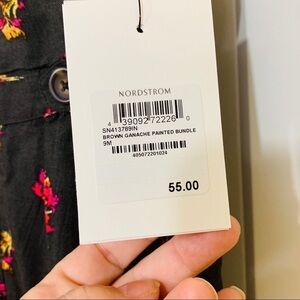 NORDSTROM
4 39092 72226 0
SN413789IN
BROWN GANACHE PAINTED BUNDLE
9M
405072201024
55.00